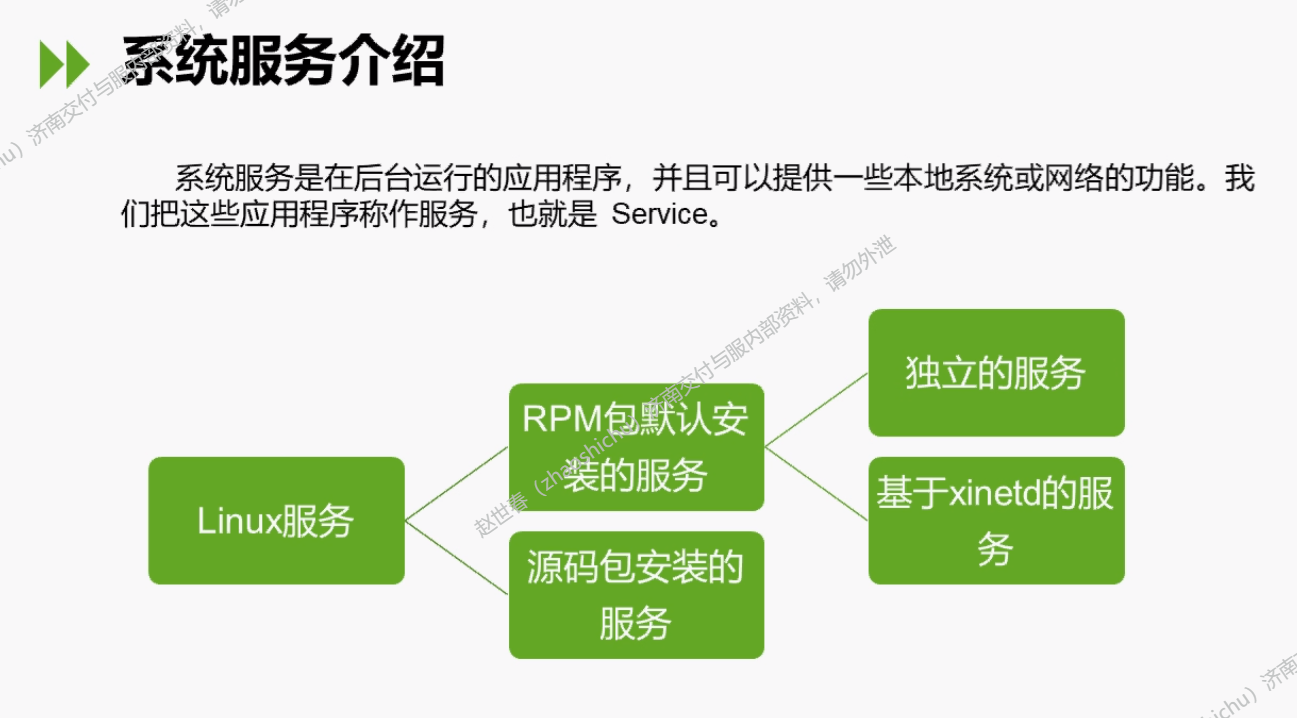 系统服务介绍
系统服务是在后台运行的应用程序，并且可以提供一些本地系统或网络的功能。我
们把这些应用程序称作服务，也就是 Service。
Linux服务
RPM包默认安
装的服务
源码包安装的
服务
独立的服务
基于xinetd的服
务
赵世春（zhaoshichu）济南交付与服内部资料，请勿外泄
hu）济南交付与服内部资料，请勿
ichu）济南